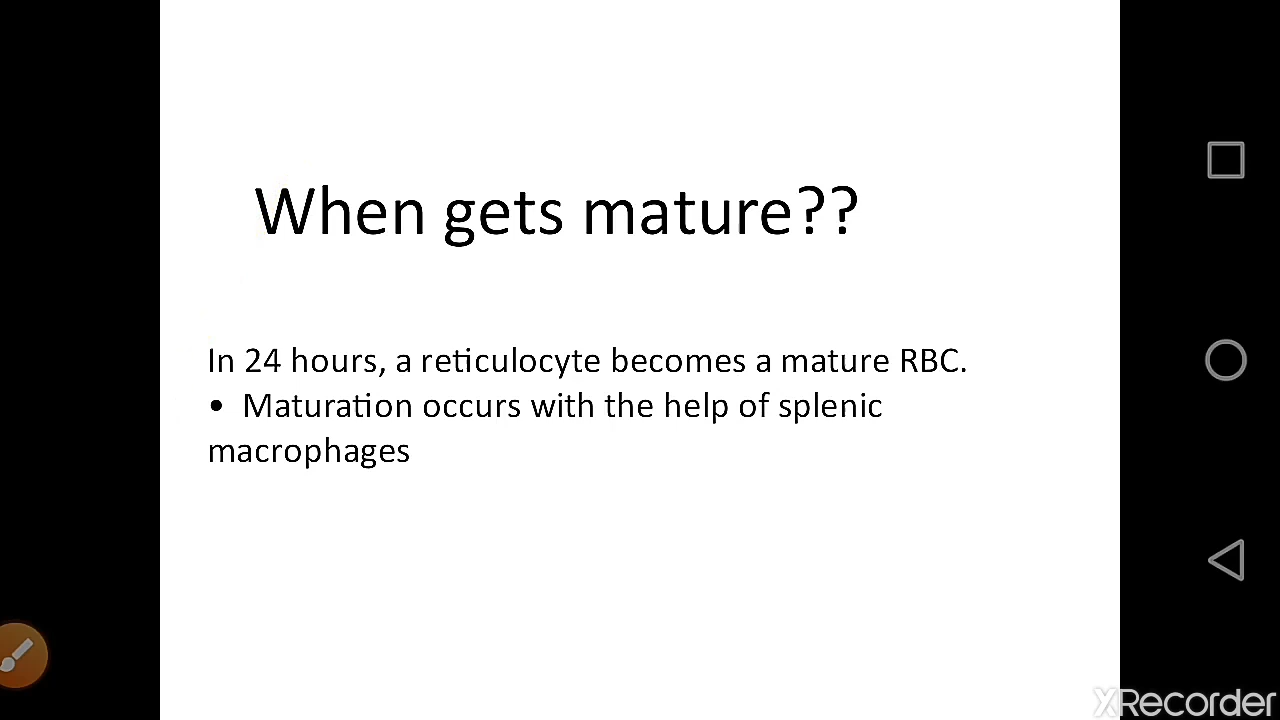 When gets mature??
In 24 hours, a reticulocyte becomes a mature RBC.
• Maturation occurs with the help of splenic
macrophages
XRecorder